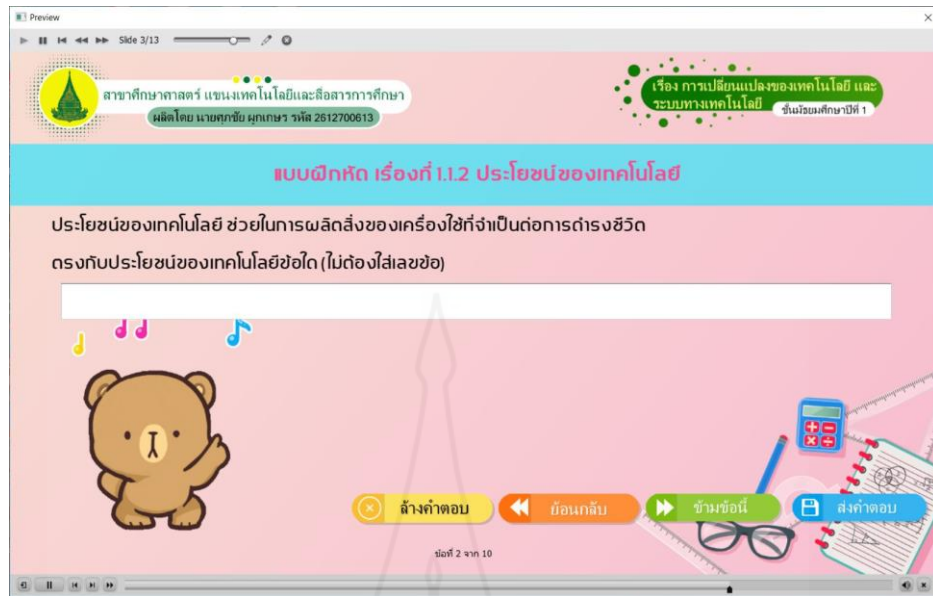 Preview
Slide 3/13
สาขาศึกษาศาสตร์ แขนงเทคโนโลยีและสื่อสารการศึกษา
ผลิตโดย นายศุภชัย ผุกเกษร รหัส 2612700613
เรื่อง การเปลี่ยนแปลงของเทคโนโลยี และ
ระบบทางเทคโนโลยี
ชั้นมัธยมศึกษาปีที่ 1
แบบฝึกหัด เรื่องที่ 1.1.2 ประโยชน์ของเทคโนโลยี
ประโยชน์ของเทคโนโลยี ช่วยในการผลิตสิ่งของเครื่องใช้ที่จำเป็นต่อการดำรงชีวิต
ตรงกับประโยชน์ของเทคโนโลยีข้อใด (ไม่ต้องใส่เลขข้อ)
ล้างคำตอบ
ย้อนกลับ
ข้ามข้อนี้
ส่งคำตอบ
ข้อที่ 2 จาก 10